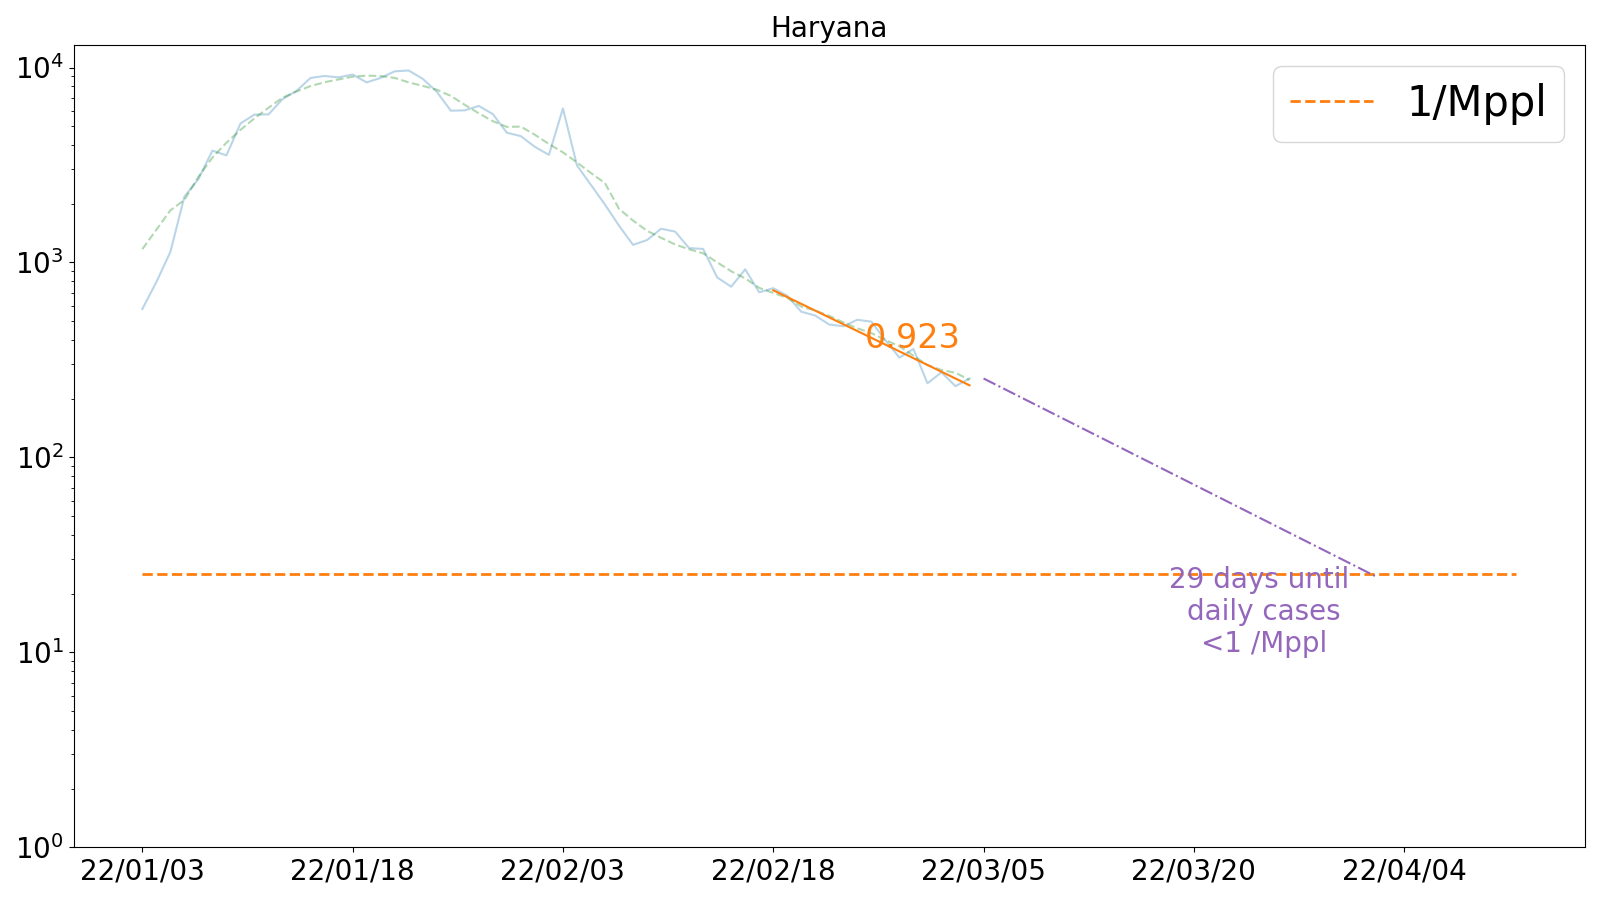 Haryana
10⁴
10³
10²
10¹
10⁰
1/Mppl
0.923
29 days until
daily cases
<1 /Mppl
22/01/03 22/01/18 22/02/03 22/02/18 22/03/05 22/03/20 22/04/04